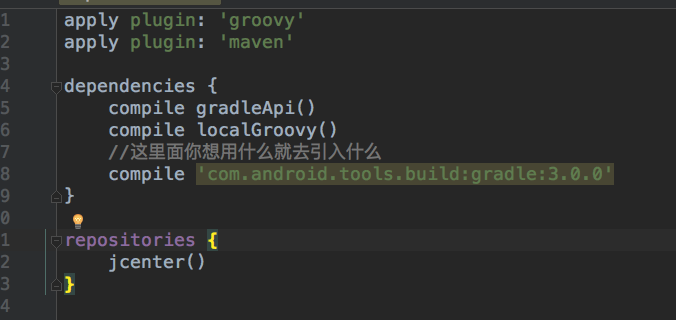 1 apply plugin: 'groovy'
2 apply plugin: 'maven'
3
4 dependencies {
5     compile gradleApi()
6     compile localGroovy()
7     //这里面你想用什么就去引入什么
8     compile 'com.android.tools.build:gradle:3.0.0'
9 }
0
1 repositories {
2     jcenter()
3 }
4